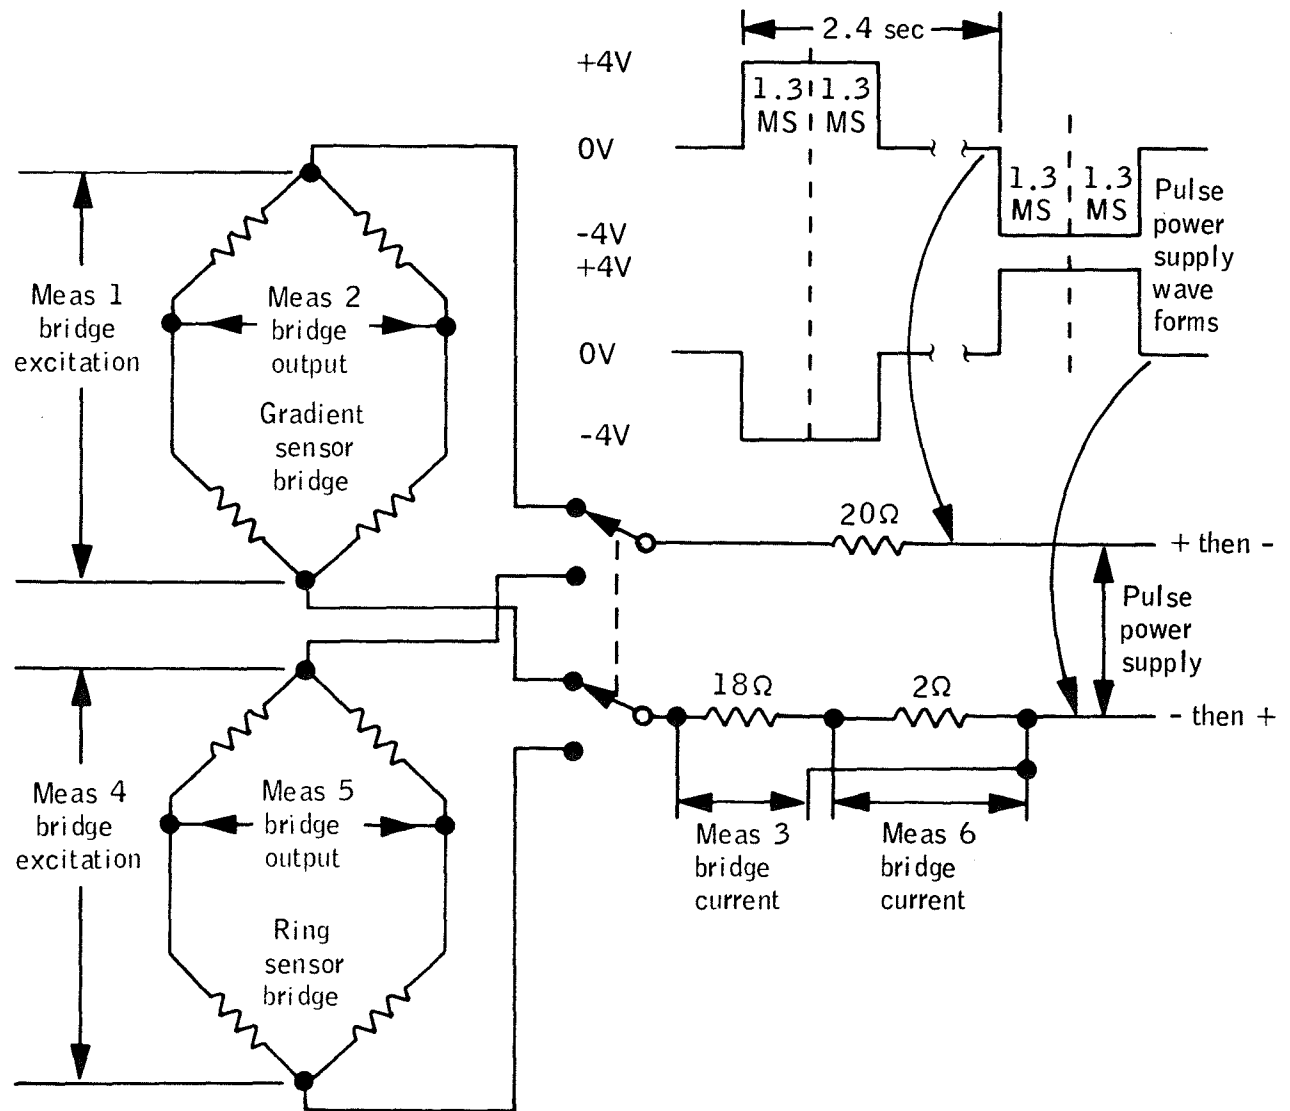 2.4 sec
+4V
1.3 1.3
MS MS
0V
1.3 1.3
MS MS
-4V
+4V
0V
-4V
Pulse
power
supply
wave
forms
Meas 1
bridge
excitation
Meas 2
bridge
output
Gradient
sensor
bridge
20Ω
+ then -
Pulse
power
supply
18Ω
2Ω
- then +
Meas 3
bridge
current
Meas 6
bridge
current
Meas 4
bridge
excitation
Meas 5
bridge
output
Ring
sensor
bridge